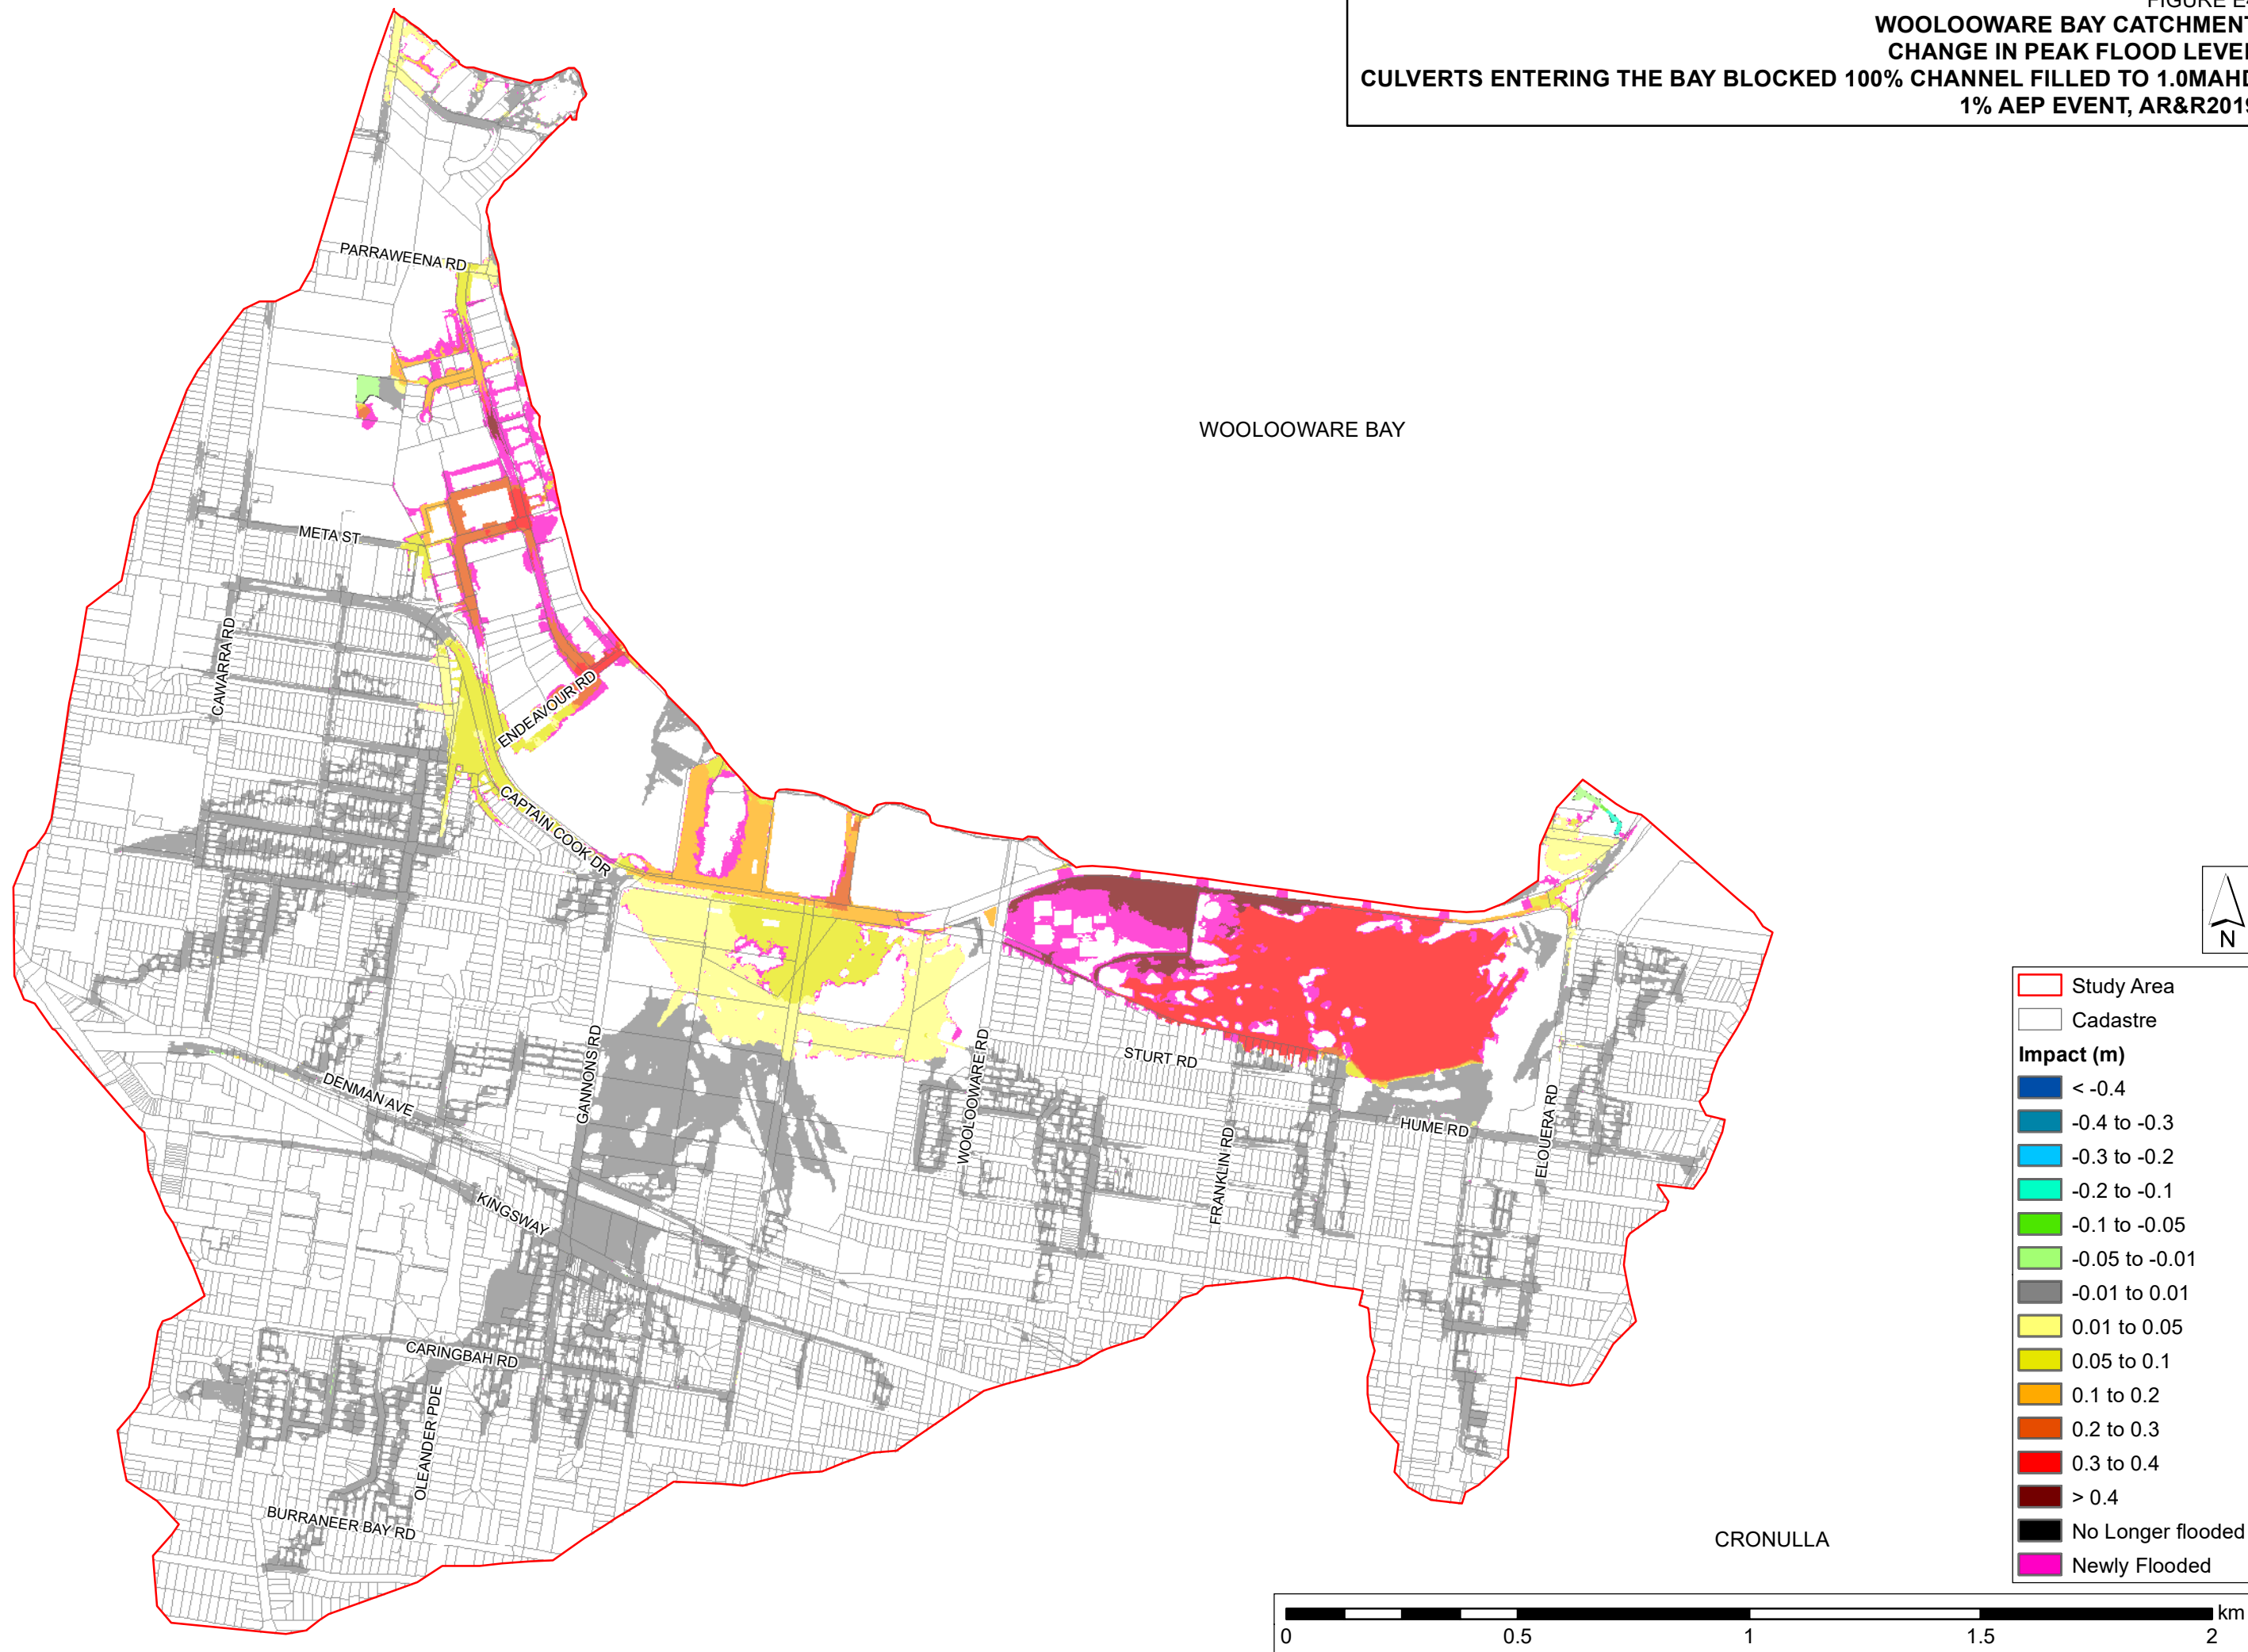 WOOLOOWARE BAY CATCHMENT
CHANGE IN PEAK FLOOD LEVEL
CULVERTS ENTERING THE BAY BLOCKED 100% CHANNEL FILLED TO 1.0MAHD
1% AEP EVENT, AR&R2019
PARRAWEENA RD
WOOLOOWARE BAY
META ST
CAWARRA RD
ENDEAVOUR RD
CAPTAIN COOK DR
GANNONS RD
WOOLOOWARE RD
STURT RD
DENMAN AVE
FRANKLIN RD
HUME RD
ELOUERA RD
KINGSWAY
CARINGBAH RD
OLEANDER PDE
BURRANEER BAY RD
CRONULLA
N
Study Area
Cadastre
Impact (m)
< -0.4
-0.4 to -0.3
-0.3 to -0.2
-0.2 to -0.1
-0.1 to -0.05
-0.05 to -0.01
-0.01 to 0.01
0.01 to 0.05
0.05 to 0.1
0.1 to 0.2
0.2 to 0.3
0.3 to 0.4
> 0.4
No Longer flooded
Newly Flooded
km
0 0.5 1 1.5 2